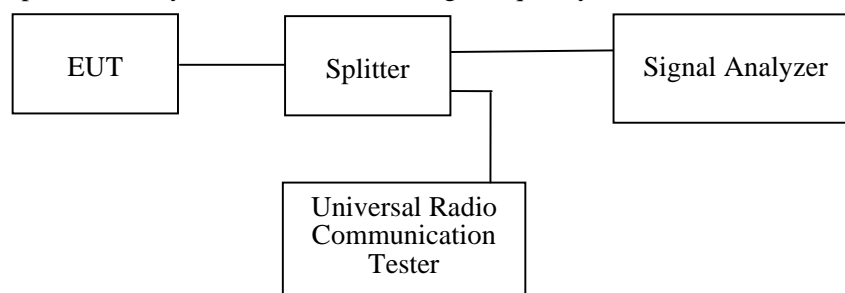 EUT
Splitter
Signal Analyzer
Universal Radio
Communication
Tester